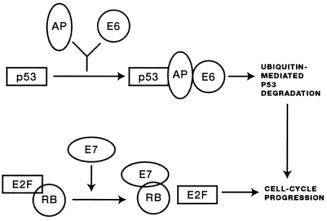 AP
E6
p53
p53
AP
E6
UBIQUITIN-
MEDIATED
P53
DEGRADATION
E7
E2F
RB
E7
RB
E2F
CELL-CYCLE
PROGRESSION